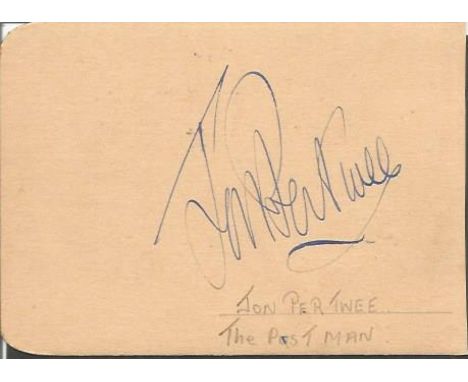 Jon Pertwee
JON PERTWEE
The POST MAN